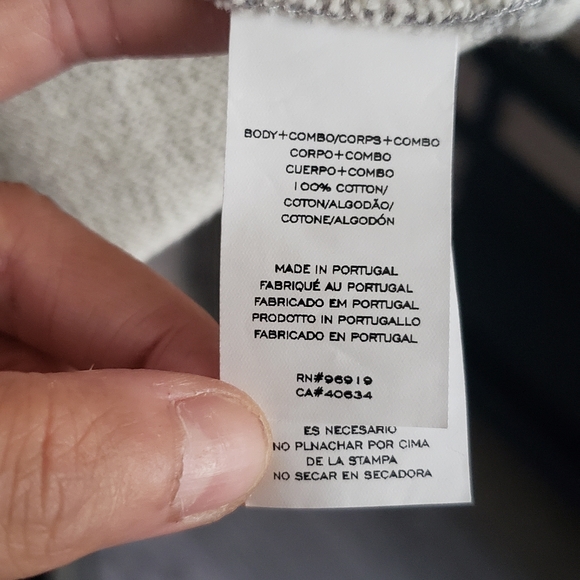 BODY+COMBO/CORPS+COMBO
CORPO+COMBO
CUERPO+COMBO
100% COTTON/
COTON/ALGODÃO/
COTONE/ALGODÓN
MADE IN PORTUGAL
FABRIQUÉ AU PORTUGAL
FABRICADO EM PORTUGAL
PRODOTTO IN PORTUGALLO
FABRICADO EN PORTUGAL
RN#96919
CA#40634
ES NECESARIO
NO PLNACHAR POR CIMA
DE LA STAMPA
NO SECAR EN SECADORA